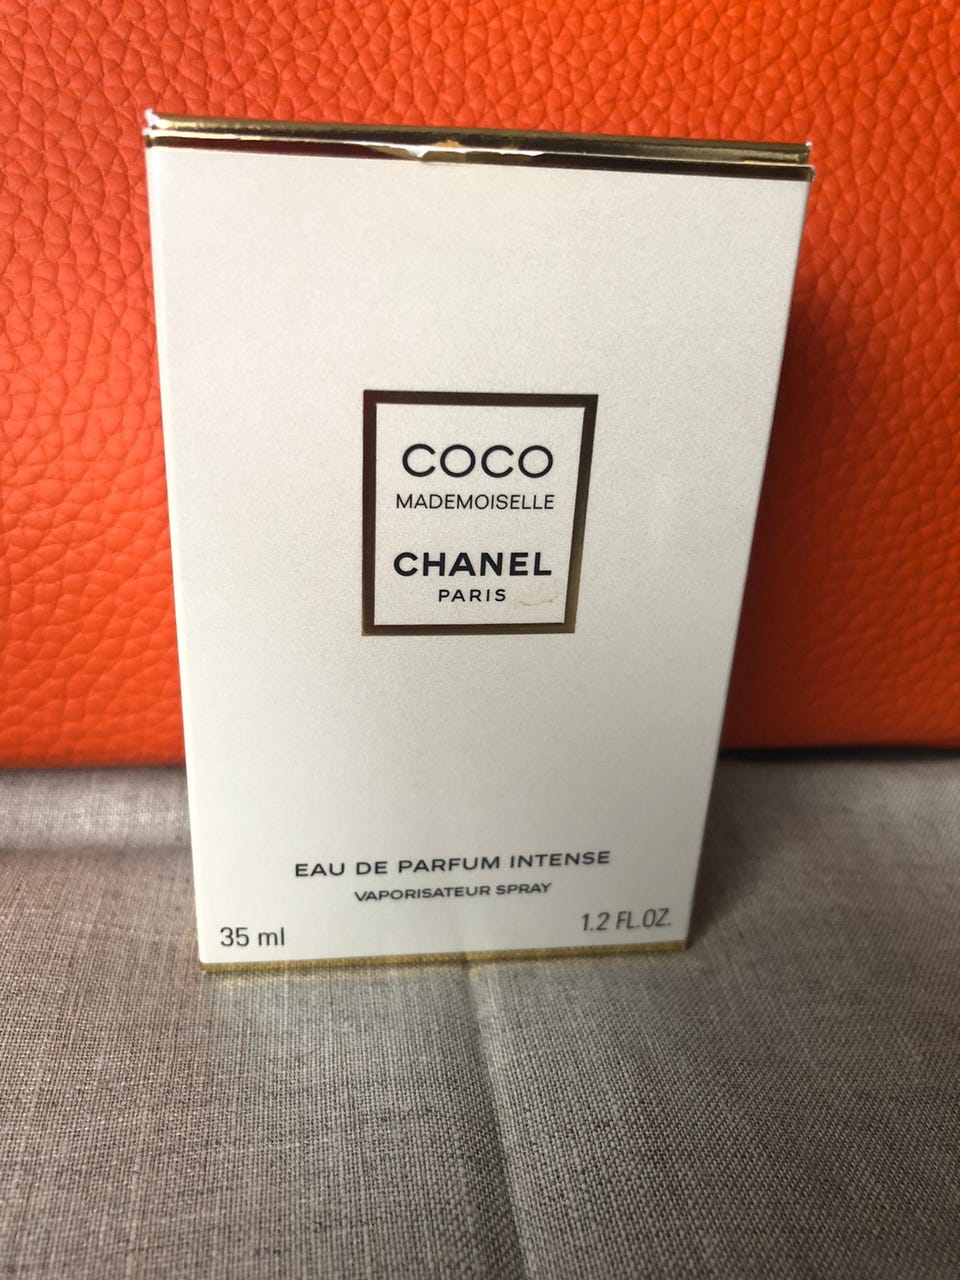 COCO
MADEMOISELLE
CHANEL
PARIS
EAU DE PARFUM INTENSE
VAPORISATEUR SPRAY
35 ml
1.2 FL.OZ.